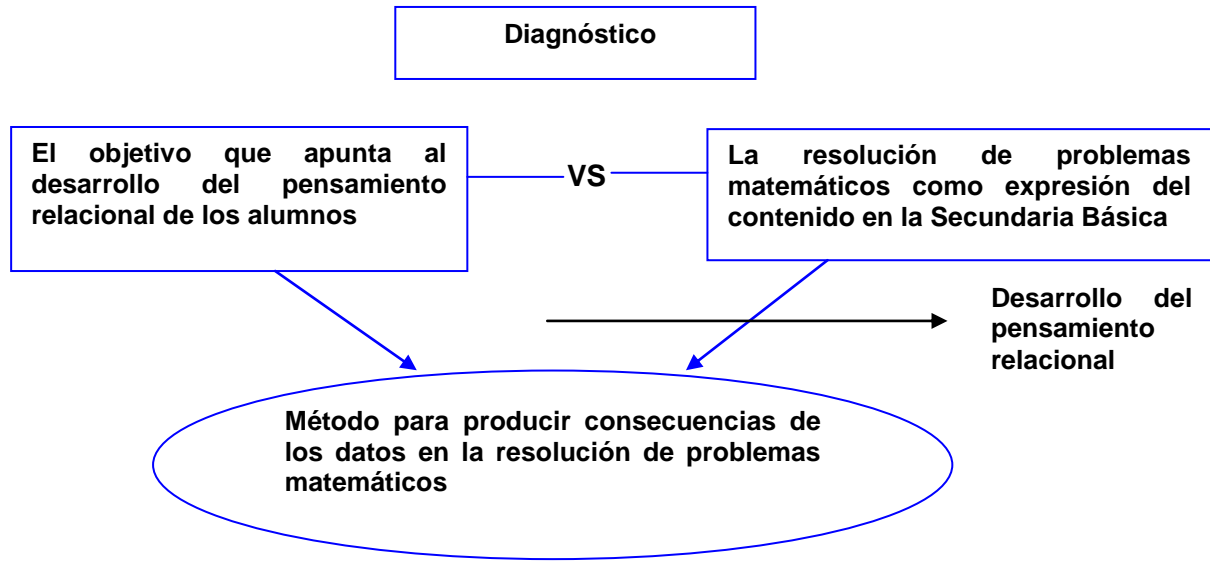 Diagnóstico
El objetivo que apunta al
desarrollo del pensamiento
relacional de los alumnos
VS
La resolución de problemas
matemáticos como expresión del
contenido en la Secundaria Básica
Desarrollo del
pensamiento
relacional
Método para producir consecuencias de
los datos en la resolución de problemas
matemáticos